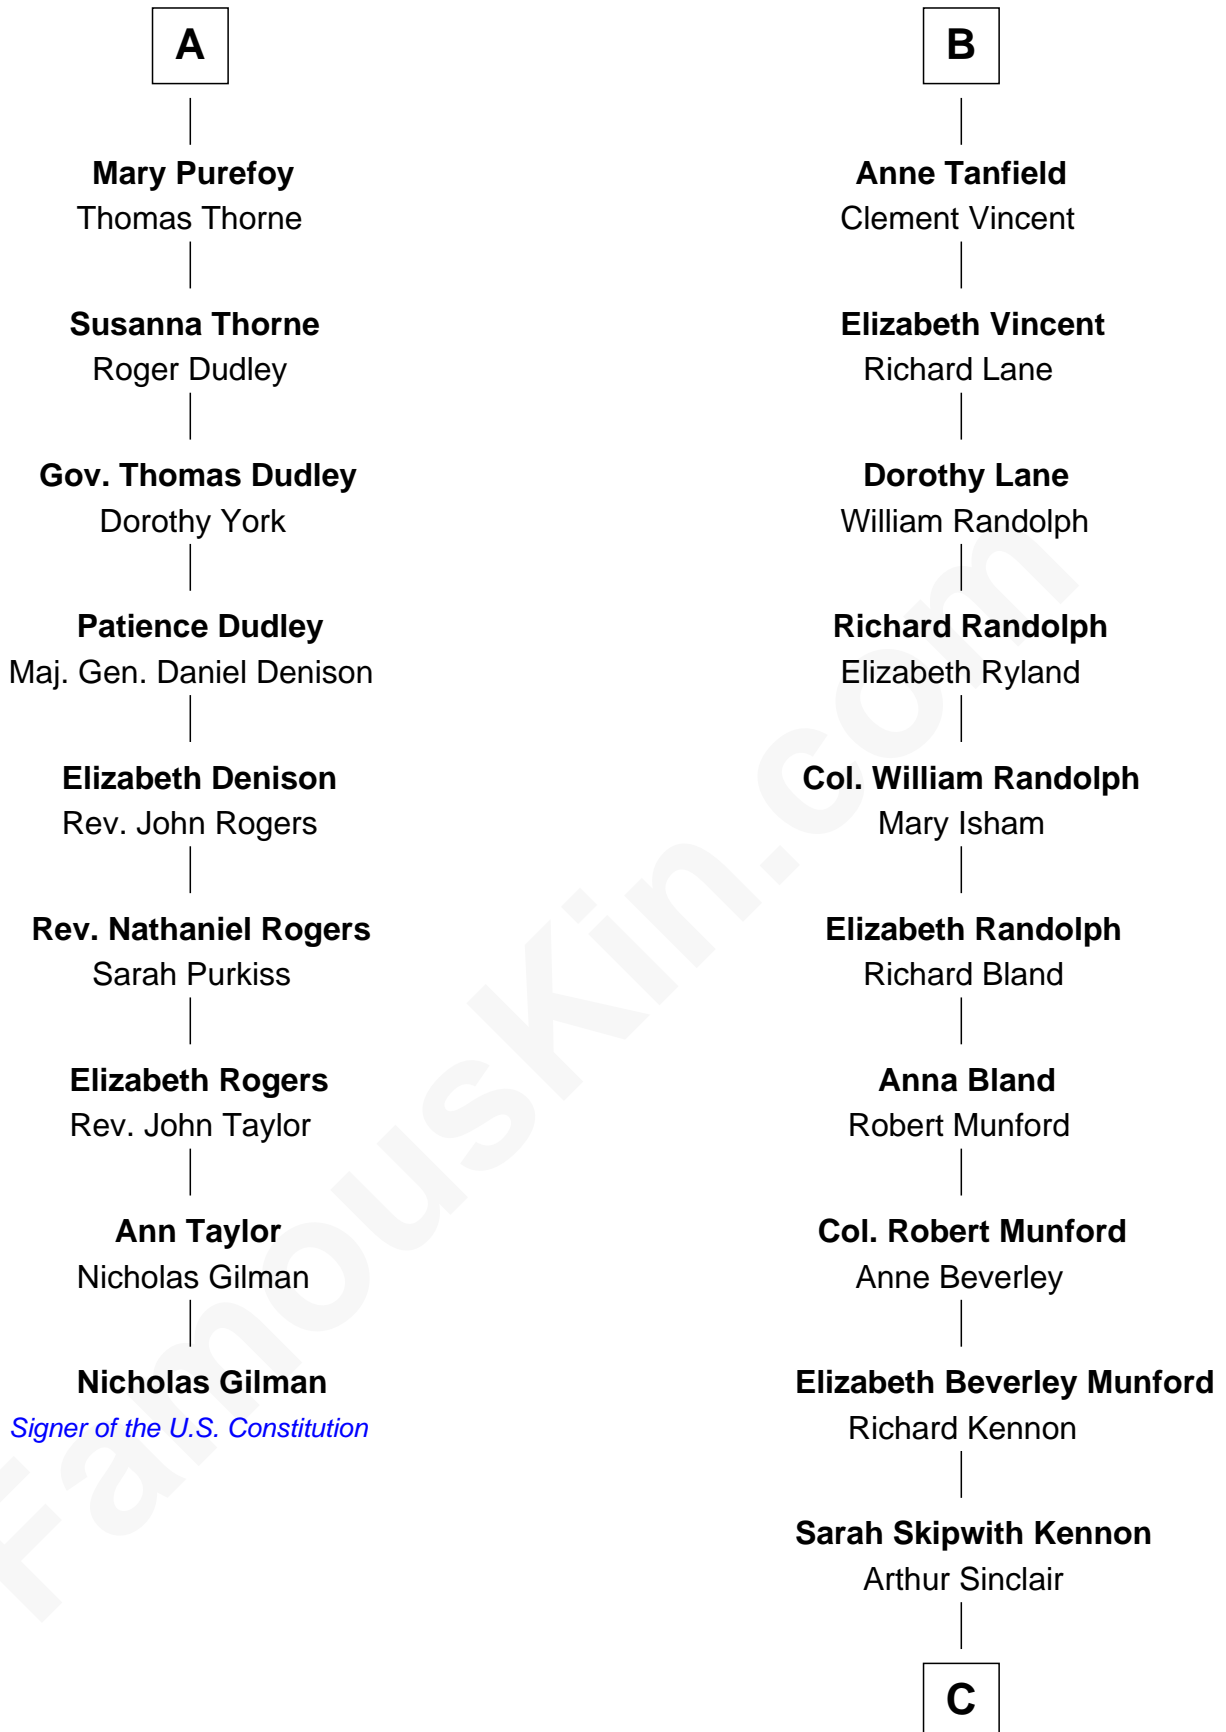 A
Mary Purefoy
Thomas Thorne
Susanna Thorne
Roger Dudley
Gov. Thomas Dudley
Dorothy York
Patience Dudley
Maj. Gen. Daniel Denison
Elizabeth Denison
Rev. John Rogers
Rev. Nathaniel Rogers
Sarah Purkiss
Elizabeth Rogers
Rev. John Taylor
Ann Taylor
Nicholas Gilman
Nicholas Gilman
Signer of the U.S. Constitution
B
Anne Tanfield
Clement Vincent
Elizabeth Vincent
Richard Lane
Dorothy Lane
William Randolph
Richard Randolph
Elizabeth Ryland
Col. William Randolph
Mary Isham
Elizabeth Randolph
Richard Bland
Anna Bland
Robert Munford
Col. Robert Munford
Anne Beverley
Elizabeth Beverley Munford
Richard Kennon
Sarah Skipwith Kennon
Arthur Sinclair
C
FamousKin.com